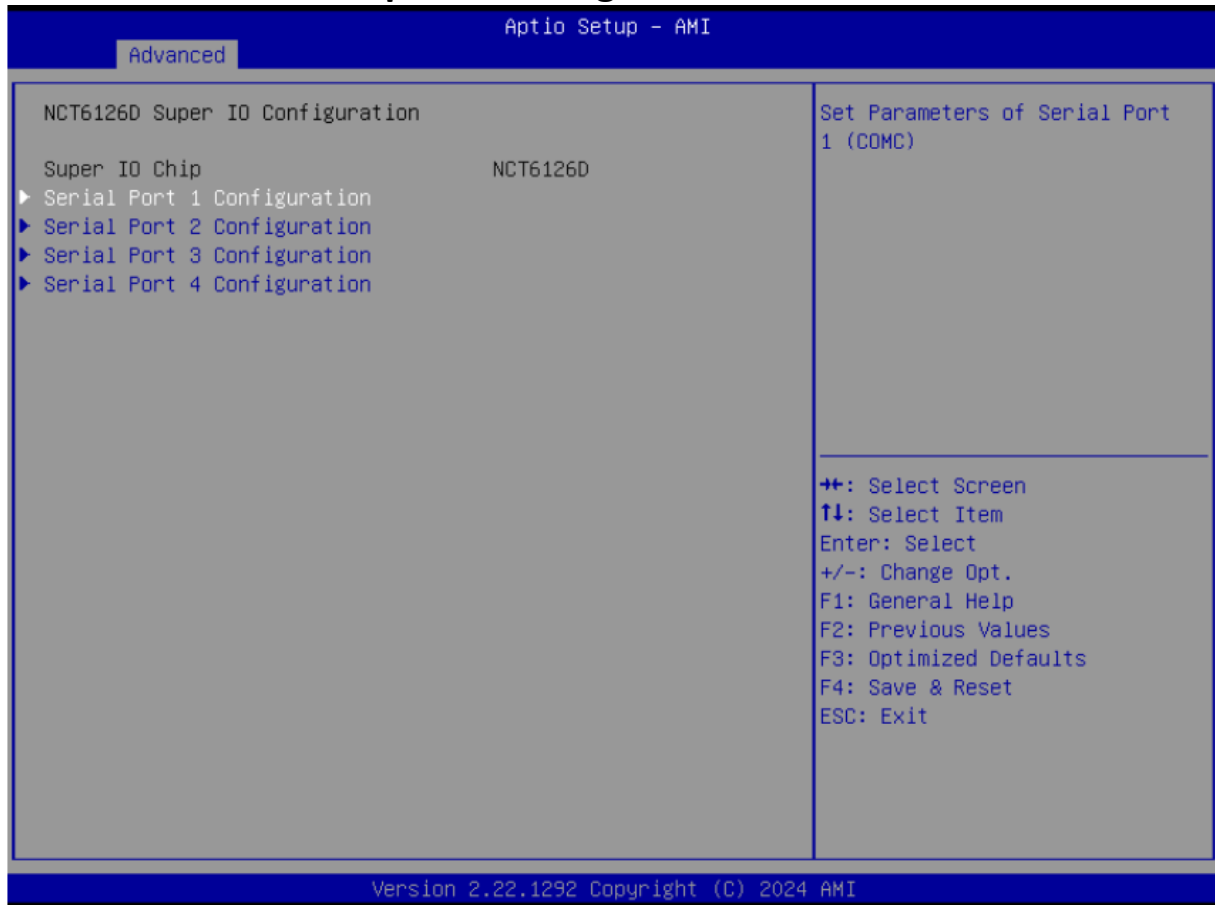 Aptio Setup – AMI
Advanced
NCT6126D Super IO Configuration
Super IO Chip NCT6126D
▶ Serial Port 1 Configuration
▶ Serial Port 2 Configuration
▶ Serial Port 3 Configuration
▶ Serial Port 4 Configuration
Set Parameters of Serial Port
1 (COMC)
→←: Select Screen
↑↓: Select Item
Enter: Select
+/-: Change Opt.
F1: General Help
F2: Previous Values
F3: Optimized Defaults
F4: Save & Reset
ESC: Exit
Version 2.22.1292 Copyright (C) 2024 AMI